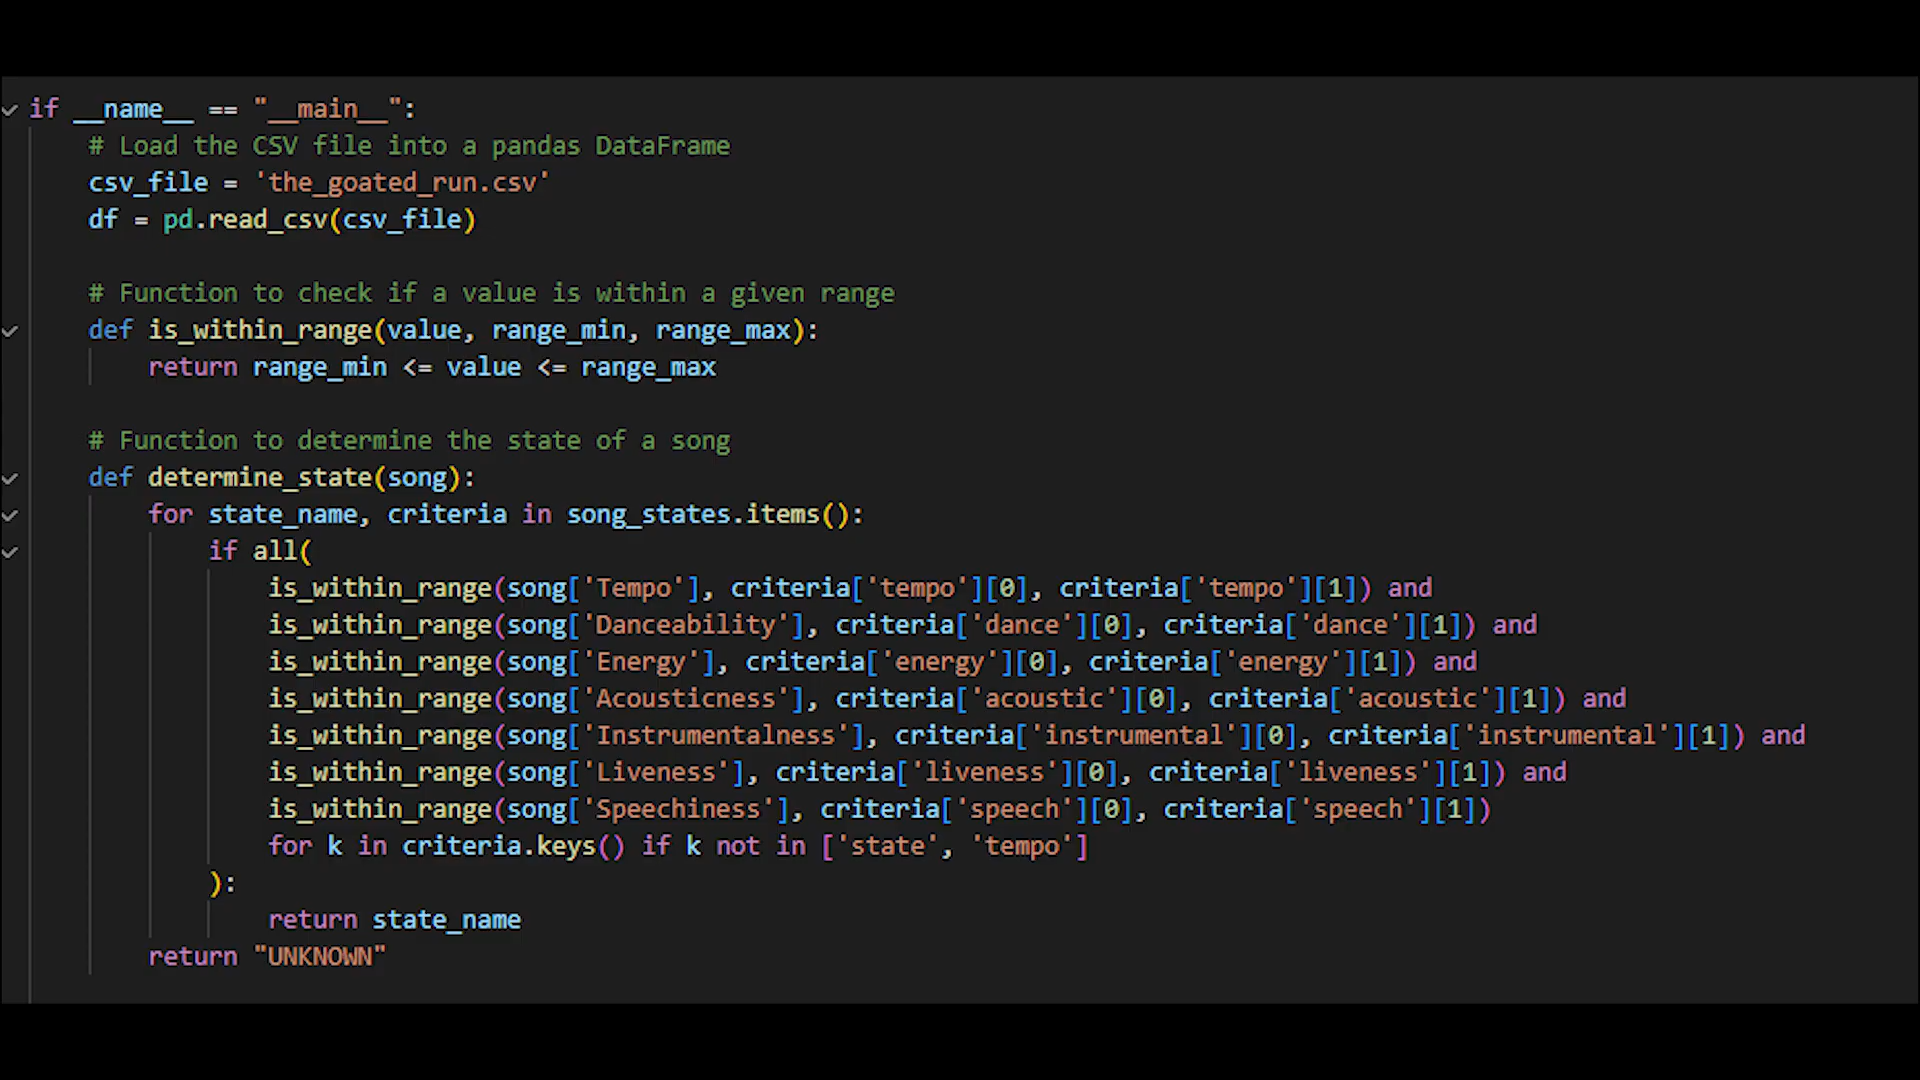 if __name__ == "__main__":
    # Load the CSV file into a pandas DataFrame
    csv_file = 'the_goated_run.csv'
    df = pd.read_csv(csv_file)

    # Function to check if a value is within a given range
    def is_within_range(value, range_min, range_max):
        return range_min <= value <= range_max

    # Function to determine the state of a song
    def determine_state(song):
        for state_name, criteria in song_states.items():
            if all(
                is_within_range(song['Tempo'], criteria['tempo'][0], criteria['tempo'][1]) and
                is_within_range(song['Danceability'], criteria['dance'][0], criteria['dance'][1]) and
                is_within_range(song['Energy'], criteria['energy'][0], criteria['energy'][1]) and
                is_within_range(song['Acousticness'], criteria['acoustic'][0], criteria['acoustic'][1]) and
                is_within_range(song['Instrumentalness'], criteria['instrumental'][0], criteria['instrumental'][1]) and
                is_within_range(song['Liveness'], criteria['liveness'][0], criteria['liveness'][1]) and
                is_within_range(song['Speechiness'], criteria['speech'][0], criteria['speech'][1])
                for k in criteria.keys() if k not in ['state', 'tempo']
            ):
                return state_name
        return "UNKNOWN"